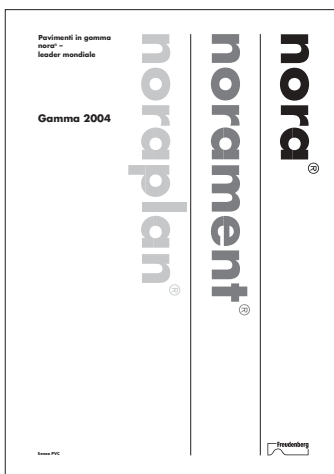 Pavimenti in gomma
nora® –
leader mondiale
Gamma 2004
noraplan®
norament®
nora®
Senza PVC
Freudenberg